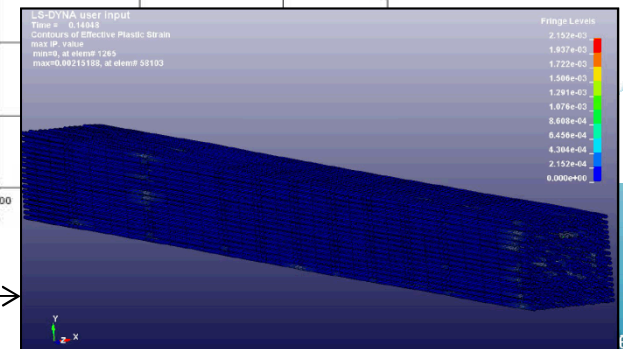 LS-DYNA user input
Time = 0.14948
Contours of Effective Plastic Strain
max IP. value
min=0, at elem# 1265
max=0.00215188, at elem# 58103
Fringe Levels
2.152e-03
1.937e-03
1.722e-03
1.506e-03
1.291e-03
1.076e-03
8.608e-04
6.456e-04
4.304e-04
2.152e-04
0.000e+00
00
Y
Z
X